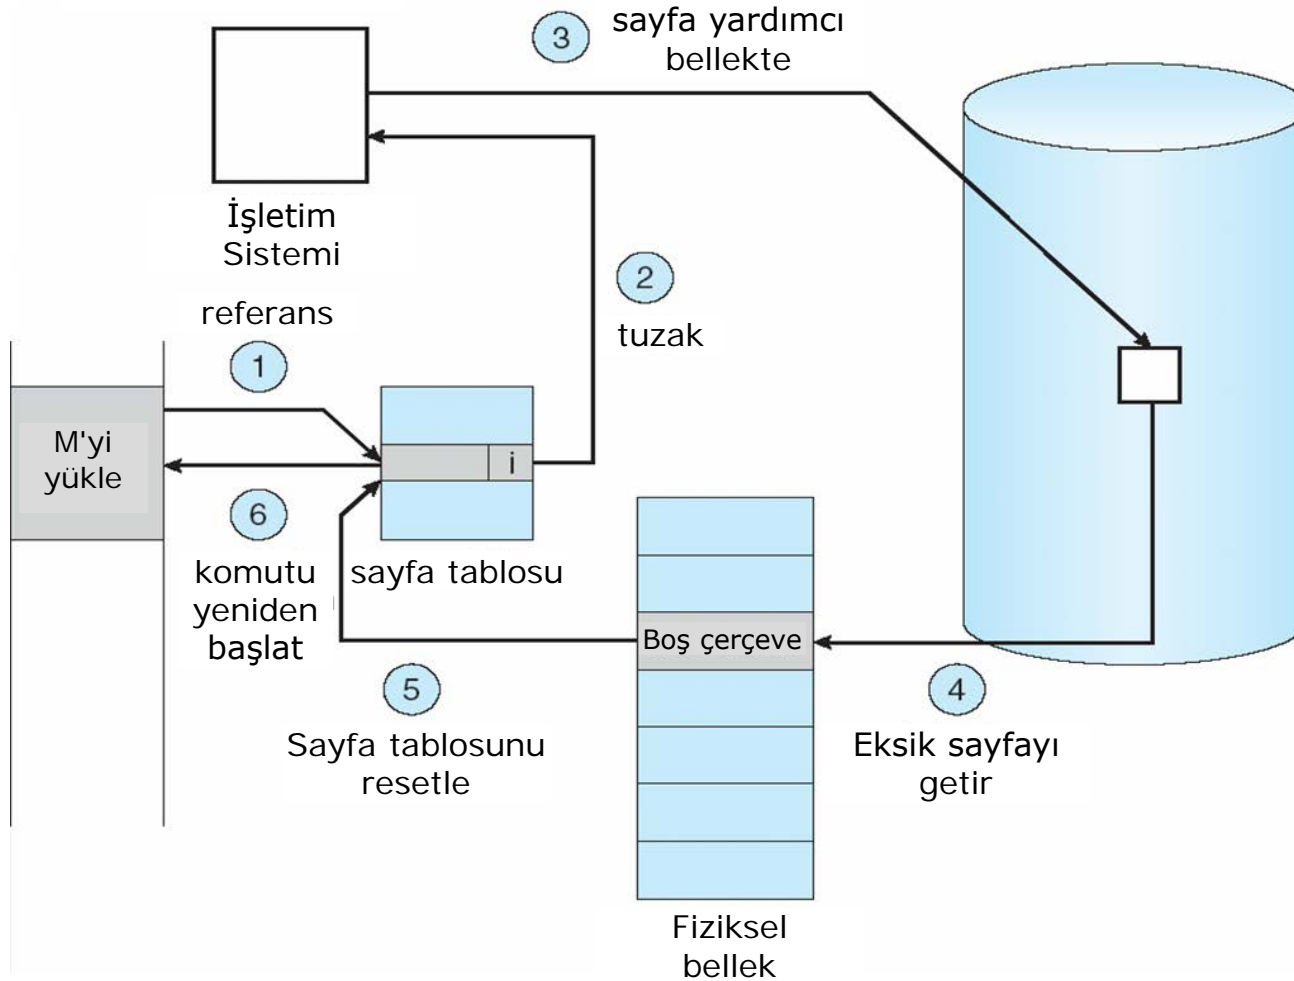 3
sayfa yardımcı
bellekte
İşletim
Sistemi
2
tuzak
referans
1
M'yi
yükle
i
6
komutu
yeniden
başlat
sayfa tablosu
Boş çerçeve
5
Sayfa tablosunu
resetle
4
Eksik sayfayı
getir
Fiziksel
bellek